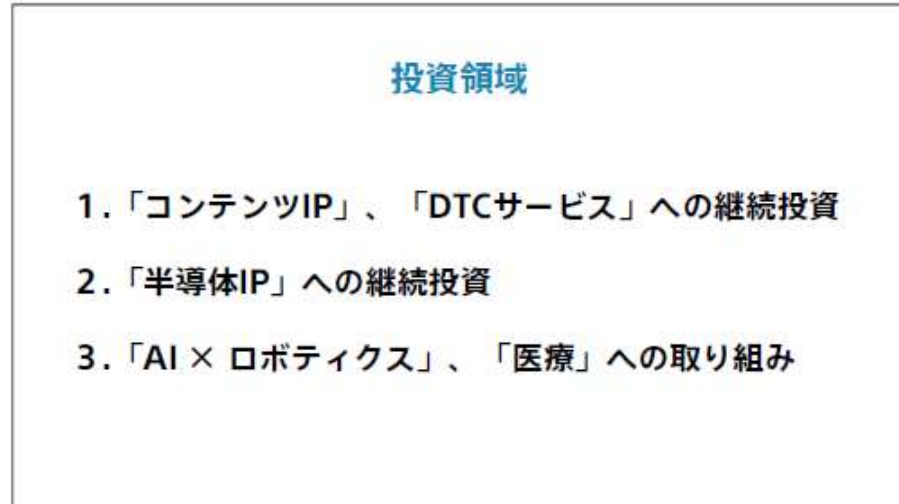 投資領域
1.「コンテンツIP」、「DTCサービス」への継続投資
2.「半導体IP」への継続投資
3.「AI × ロボティクス」、「医療」への取り組み